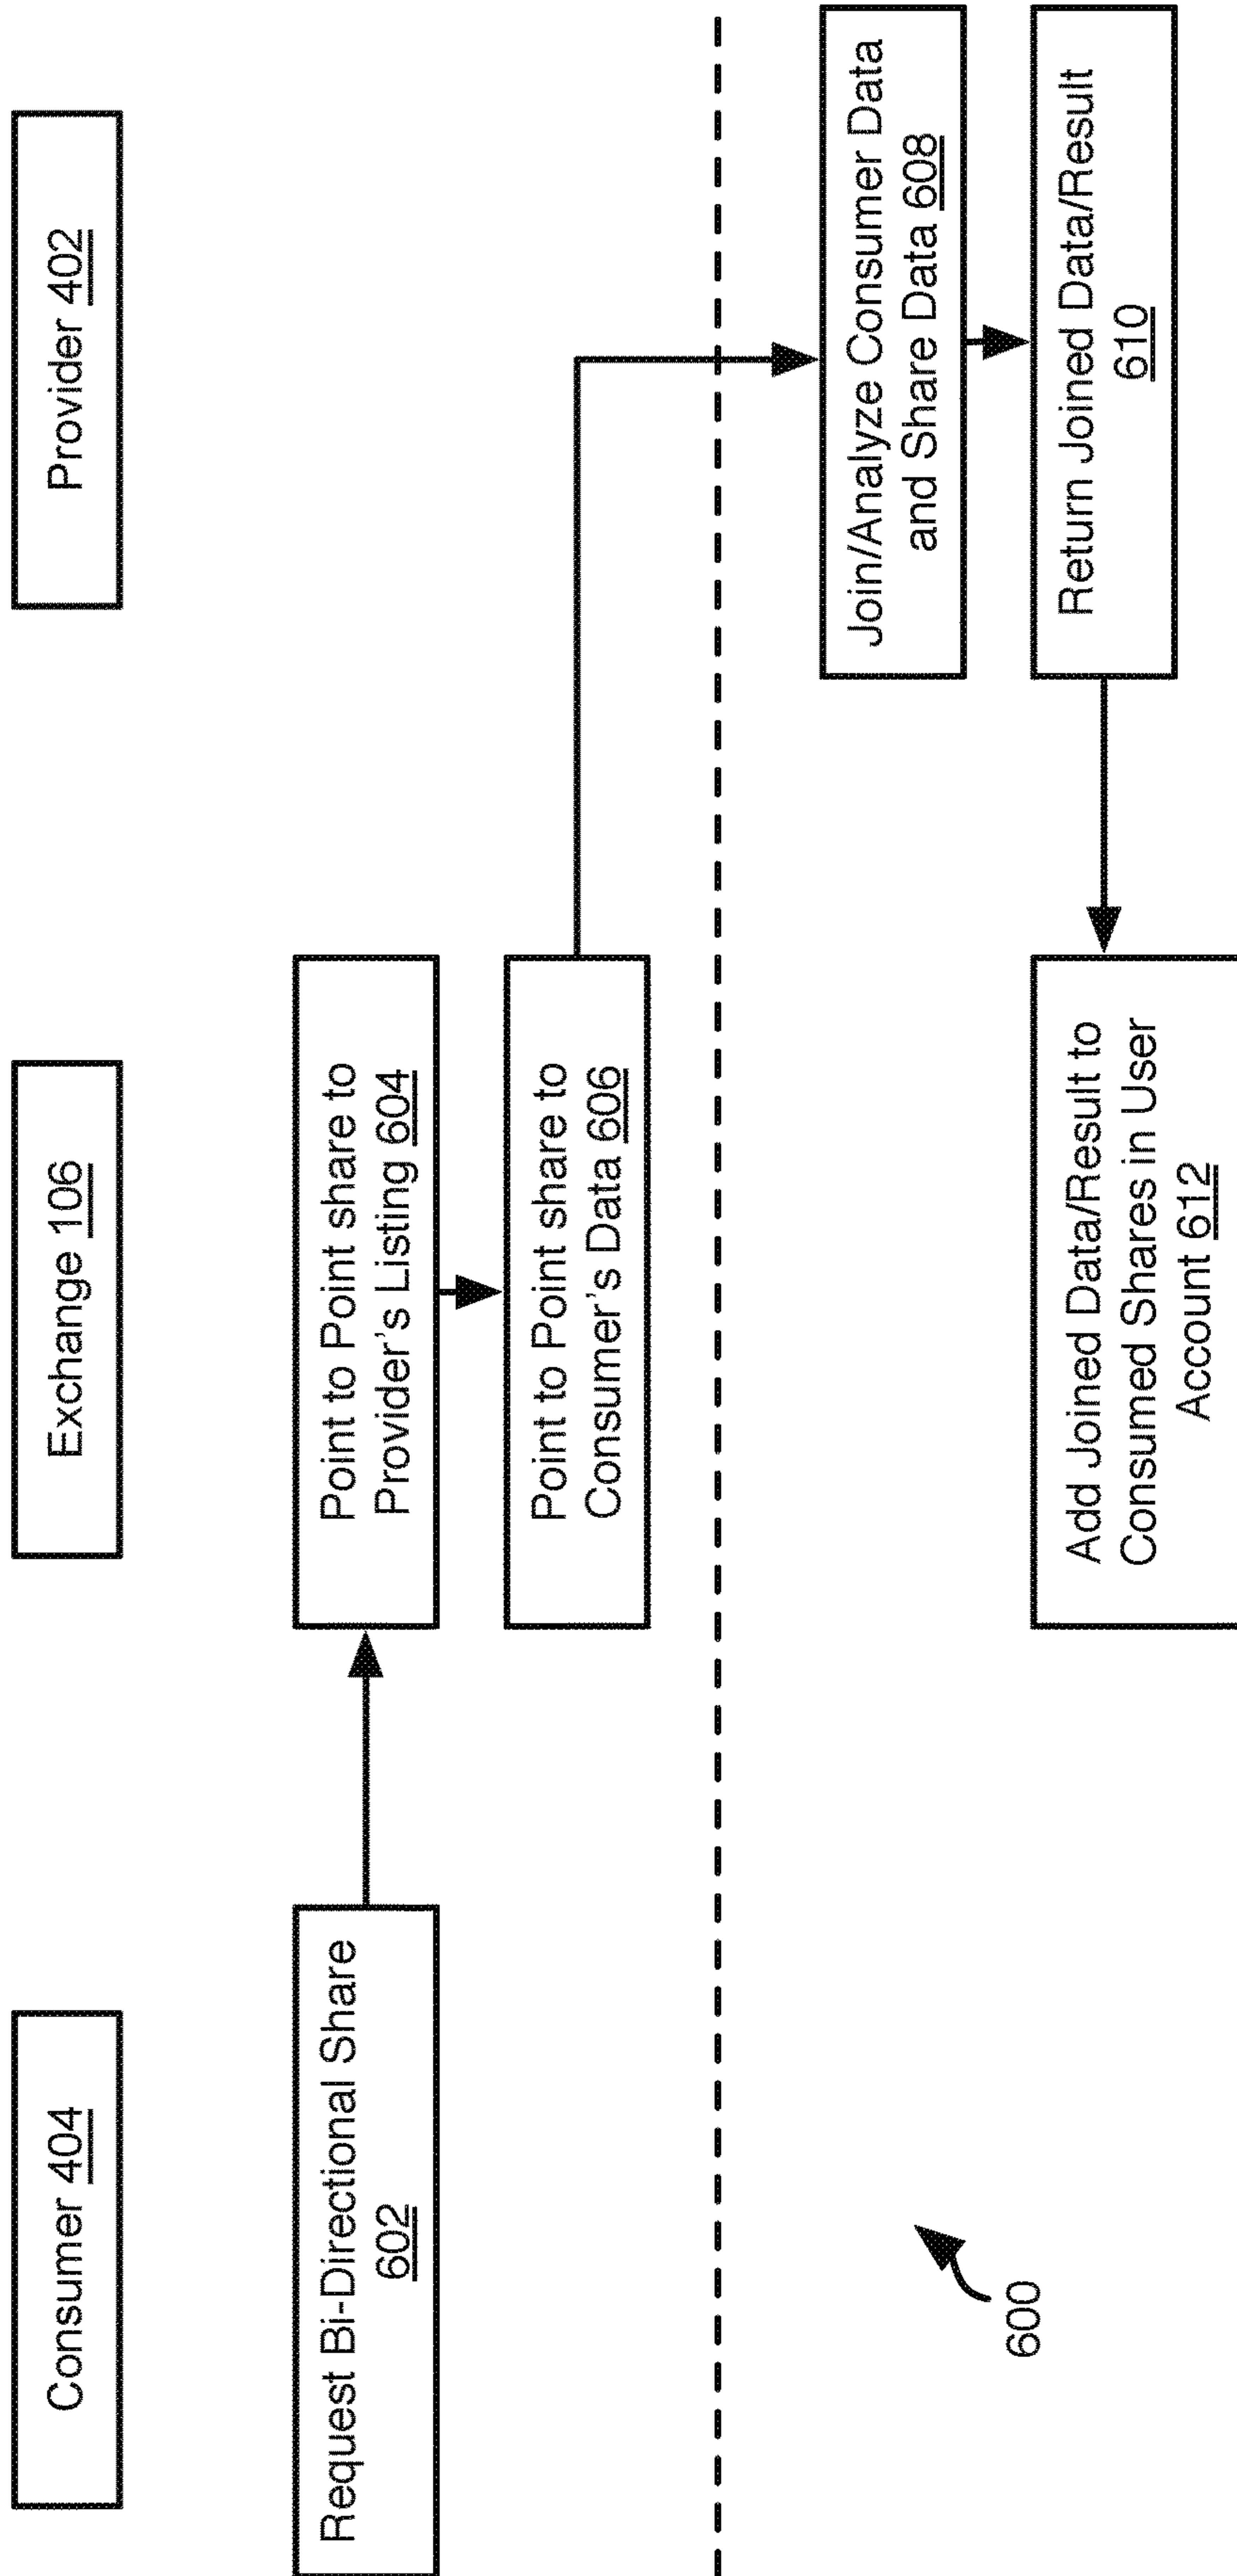 Consumer 404
Exchange 106
Provider 402
Request Bi-Directional Share
602
Point to Point share to
Provider's Listing 604
Point to Point share to
Consumer's Data 606
Join/Analyze Consumer Data
and Share Data 608
Return Joined Data/Result
610
Add Joined Data/Result to
Consumed Shares in User
Account 612
600